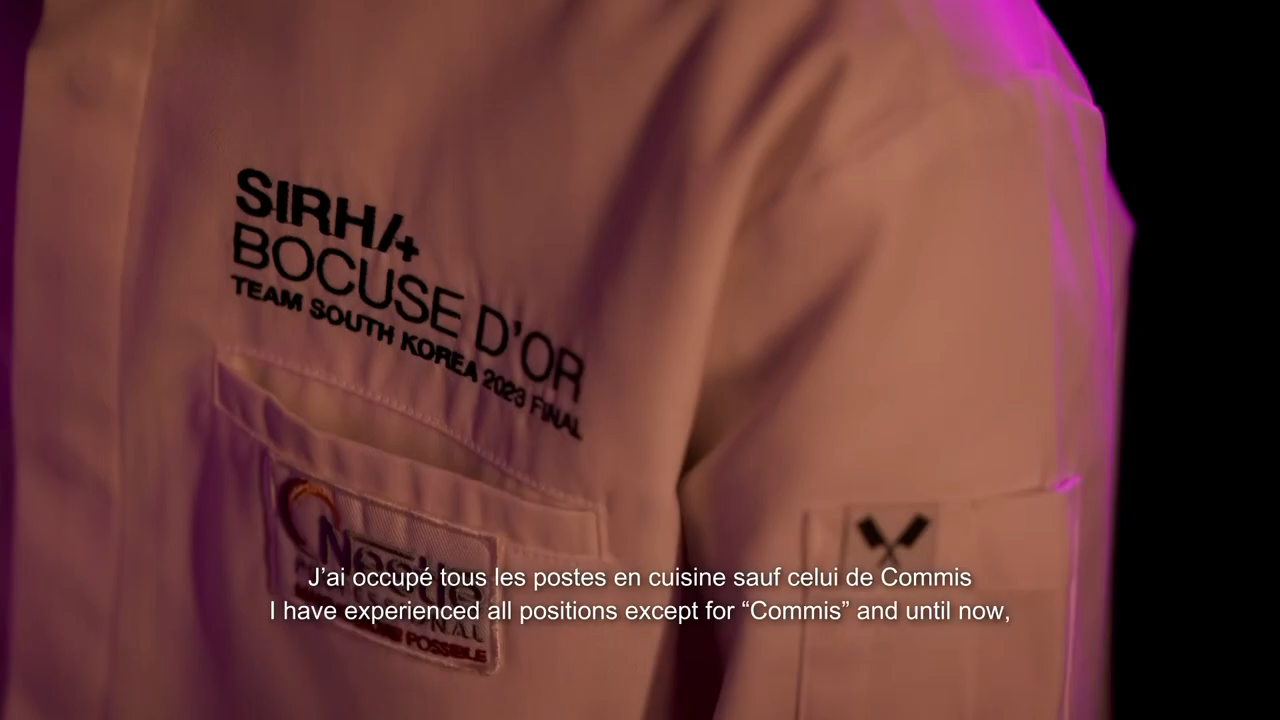 SIRHA+
BOCUSE D'OR
TEAM SOUTH KOREA 2023 FINAL
Nestlé
POSSIBLE
J’ai occupé tous les postes en cuisine sauf celui de Commis
I have experienced all positions except for “Commis” and until now,